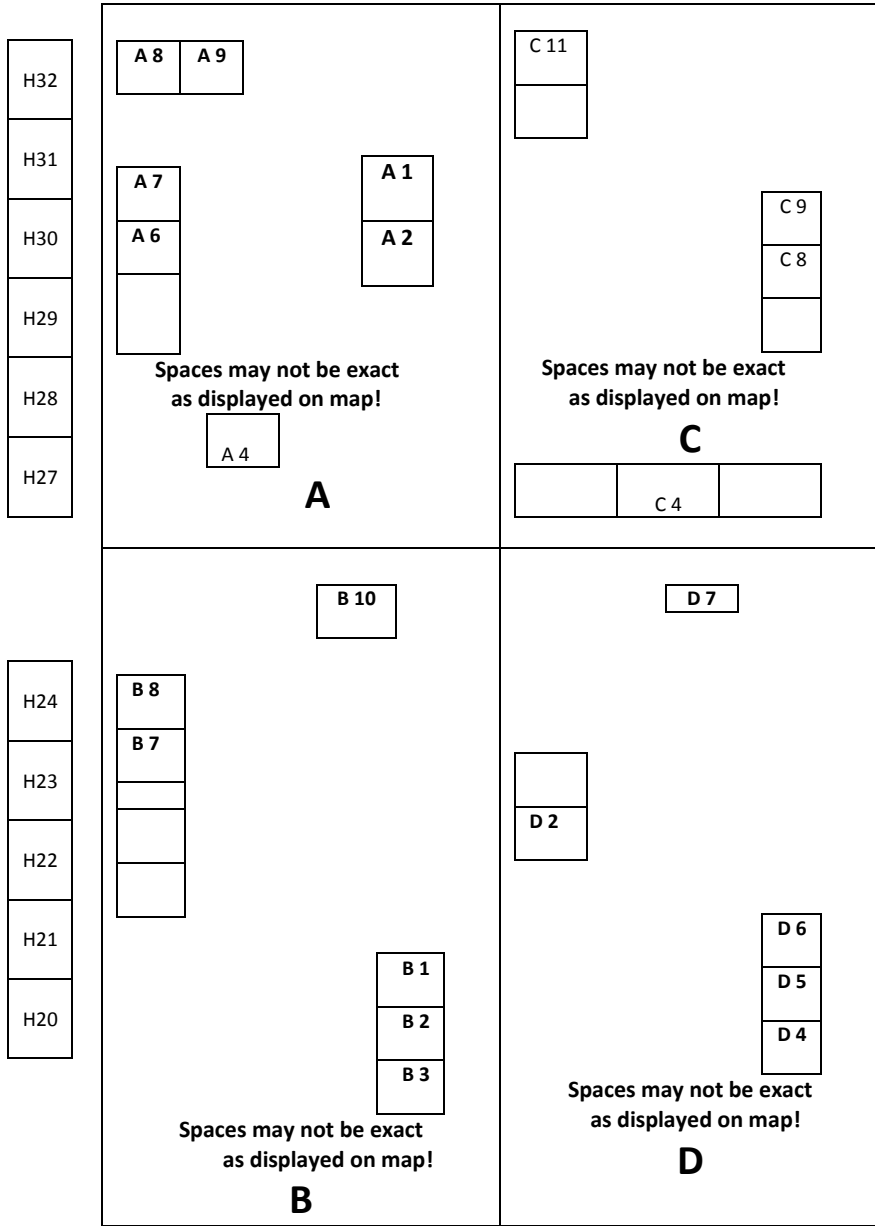 H32
H31
H30
H29
H28
H27
A 8 A 9
A 7
A 6
A 1
A 2
Spaces may not be exact
as displayed on map!
A 4
A
C 11
C 9
C 8
Spaces may not be exact
as displayed on map!
C
C 4
H24
H23
H22
H21
H20
B 10
B 8
B 7
B 1
B 2
B 3
Spaces may not be exact
as displayed on map!
B
D 7
D 2
D 6
D 5
D 4
Spaces may not be exact
as displayed on map!
D